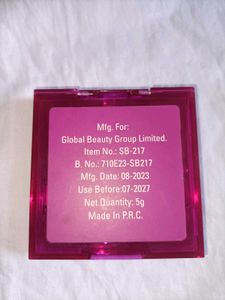 Mfg. For:
Global Beauty Group Limited.
Item No.: SB-217
B. No.: 710E23-SB217
Mfg. Date: 08-2023
Use Before:07-2027
Net Quantity: 5g
Made In P.R.C.